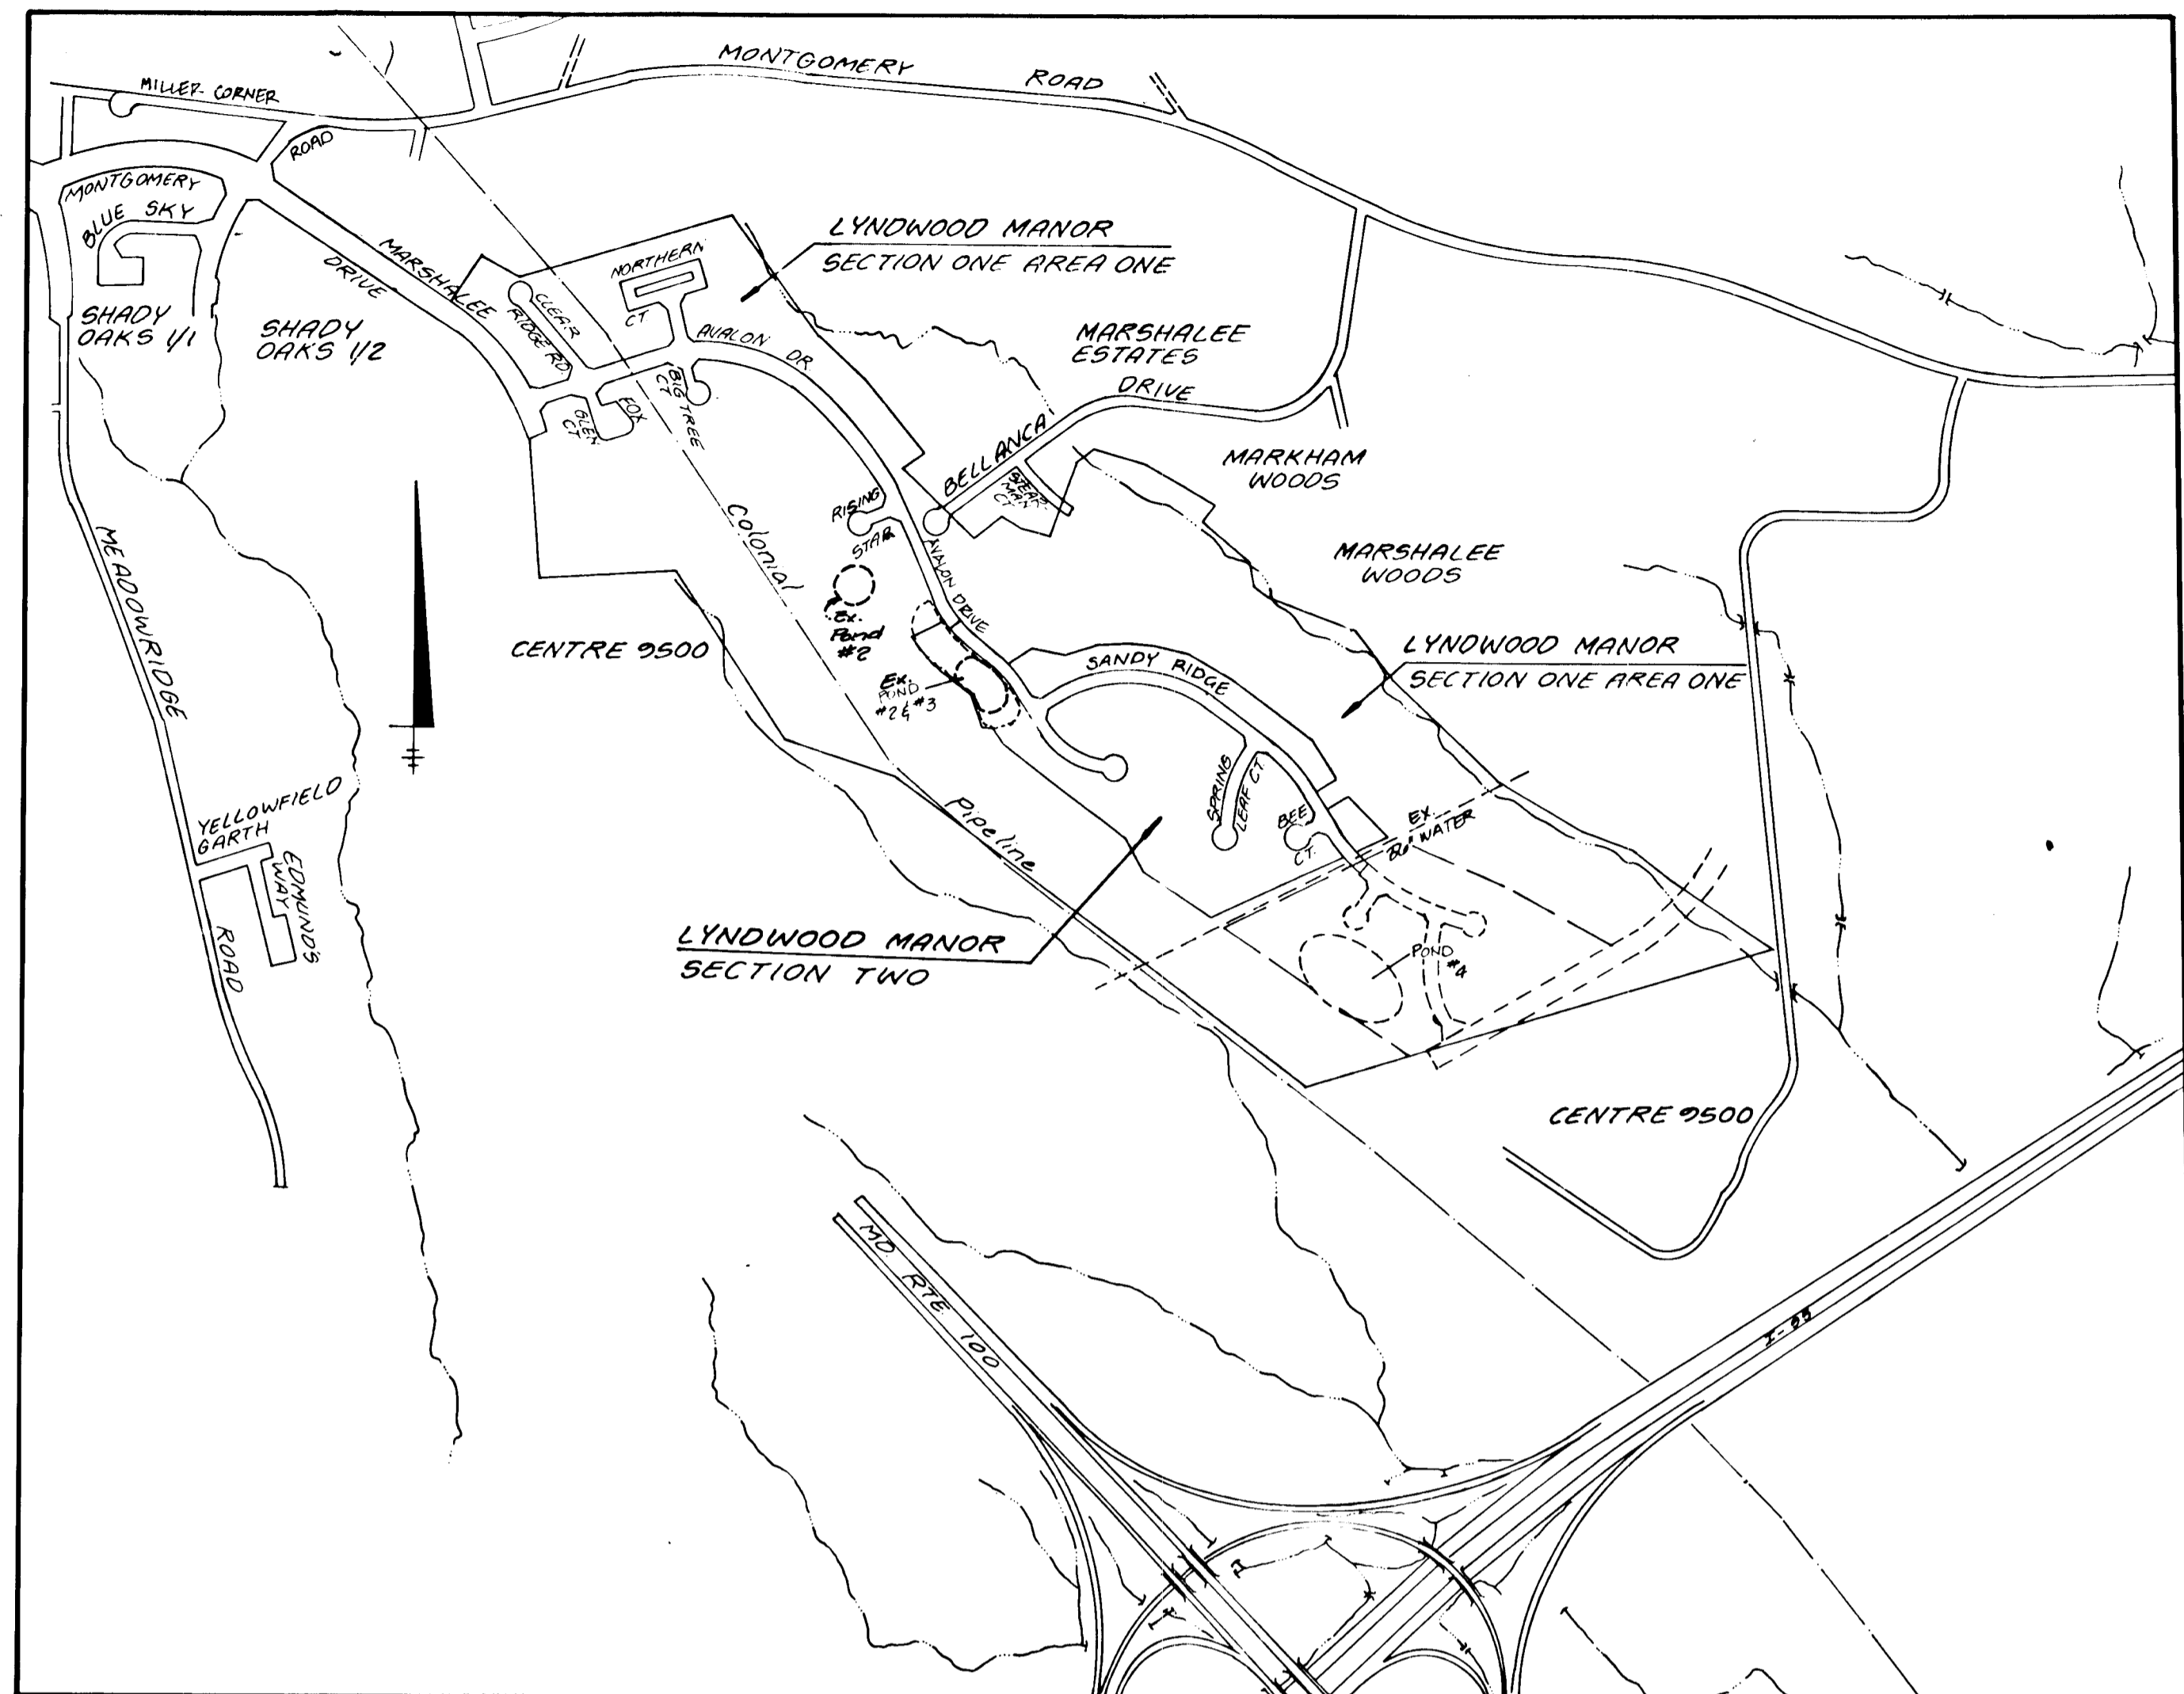 MONTGOMERY ROAD
MILLER CORNER
ROAD
MONTGOMERY
BLUE SKY
SHADY
OAKS 1/1
SHADY
OAKS 1/2
MARSHALEE
DRIVE
CLEAR
RIDGE RD.
NORTHERN
CT
LYNDWOOD MANOR
SECTION ONE AREA ONE
AVALON DR.
BIG TREE
CT
FOX
GLEN
CT
MARSHALEE
ESTATES
BELLANCA DRIVE
MAN
CT
MARKHAM
WOODS
MARSHALEE
WOODS
RISING
STAR
AVALON DRIVE
Colonial
Pipeline
Ex.
Pond
#2
Ex.
POND
#2 & #3
CENTRE 9500
SANDY RIDGE
LYNDWOOD MANOR
SECTION ONE AREA ONE
SPRING
LEAF CT.
BEE
CT.
EX.
WATER
POND
#4
LYNDWOOD MANOR
SECTION TWO
MEADOWRIDGE
ROAD
YELLOWFIELD
GARTH
EDMUND'S
WAY
CENTRE 9500
MD. RTE 100
I-95